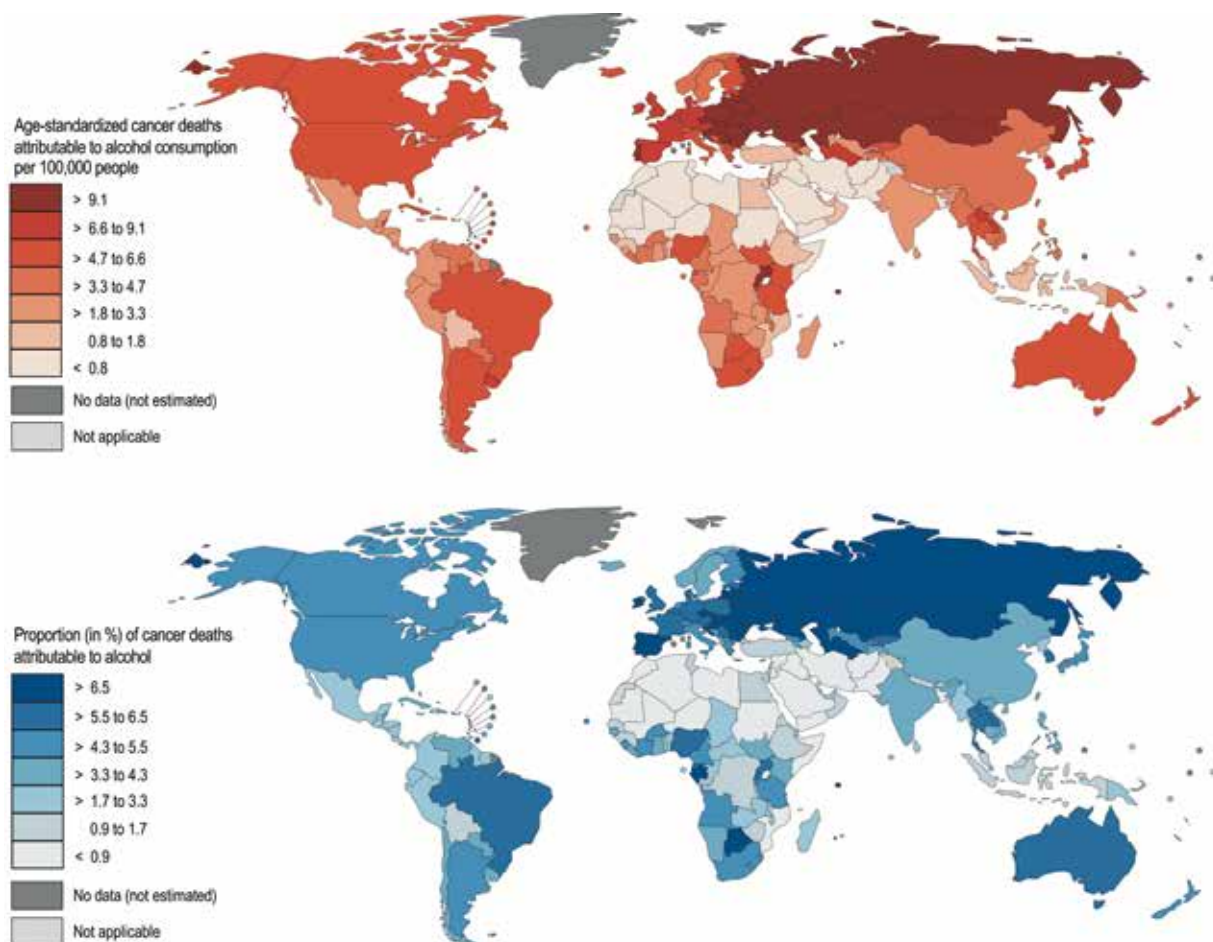 Age-standardized cancer deaths
attributable to alcohol consumption
per 100,000 people
> 9.1
> 6.6 to 9.1
> 4.7 to 6.6
> 3.3 to 4.7
> 1.8 to 3.3
0.8 to 1.8
< 0.8
No data (not estimated)
Not applicable
Proportion (in %) of cancer deaths
attributable to alcohol
> 6.5
> 5.5 to 6.5
> 4.3 to 5.5
> 3.3 to 4.3
> 1.7 to 3.3
0.9 to 1.7
< 0.9
No data (not estimated)
Not applicable